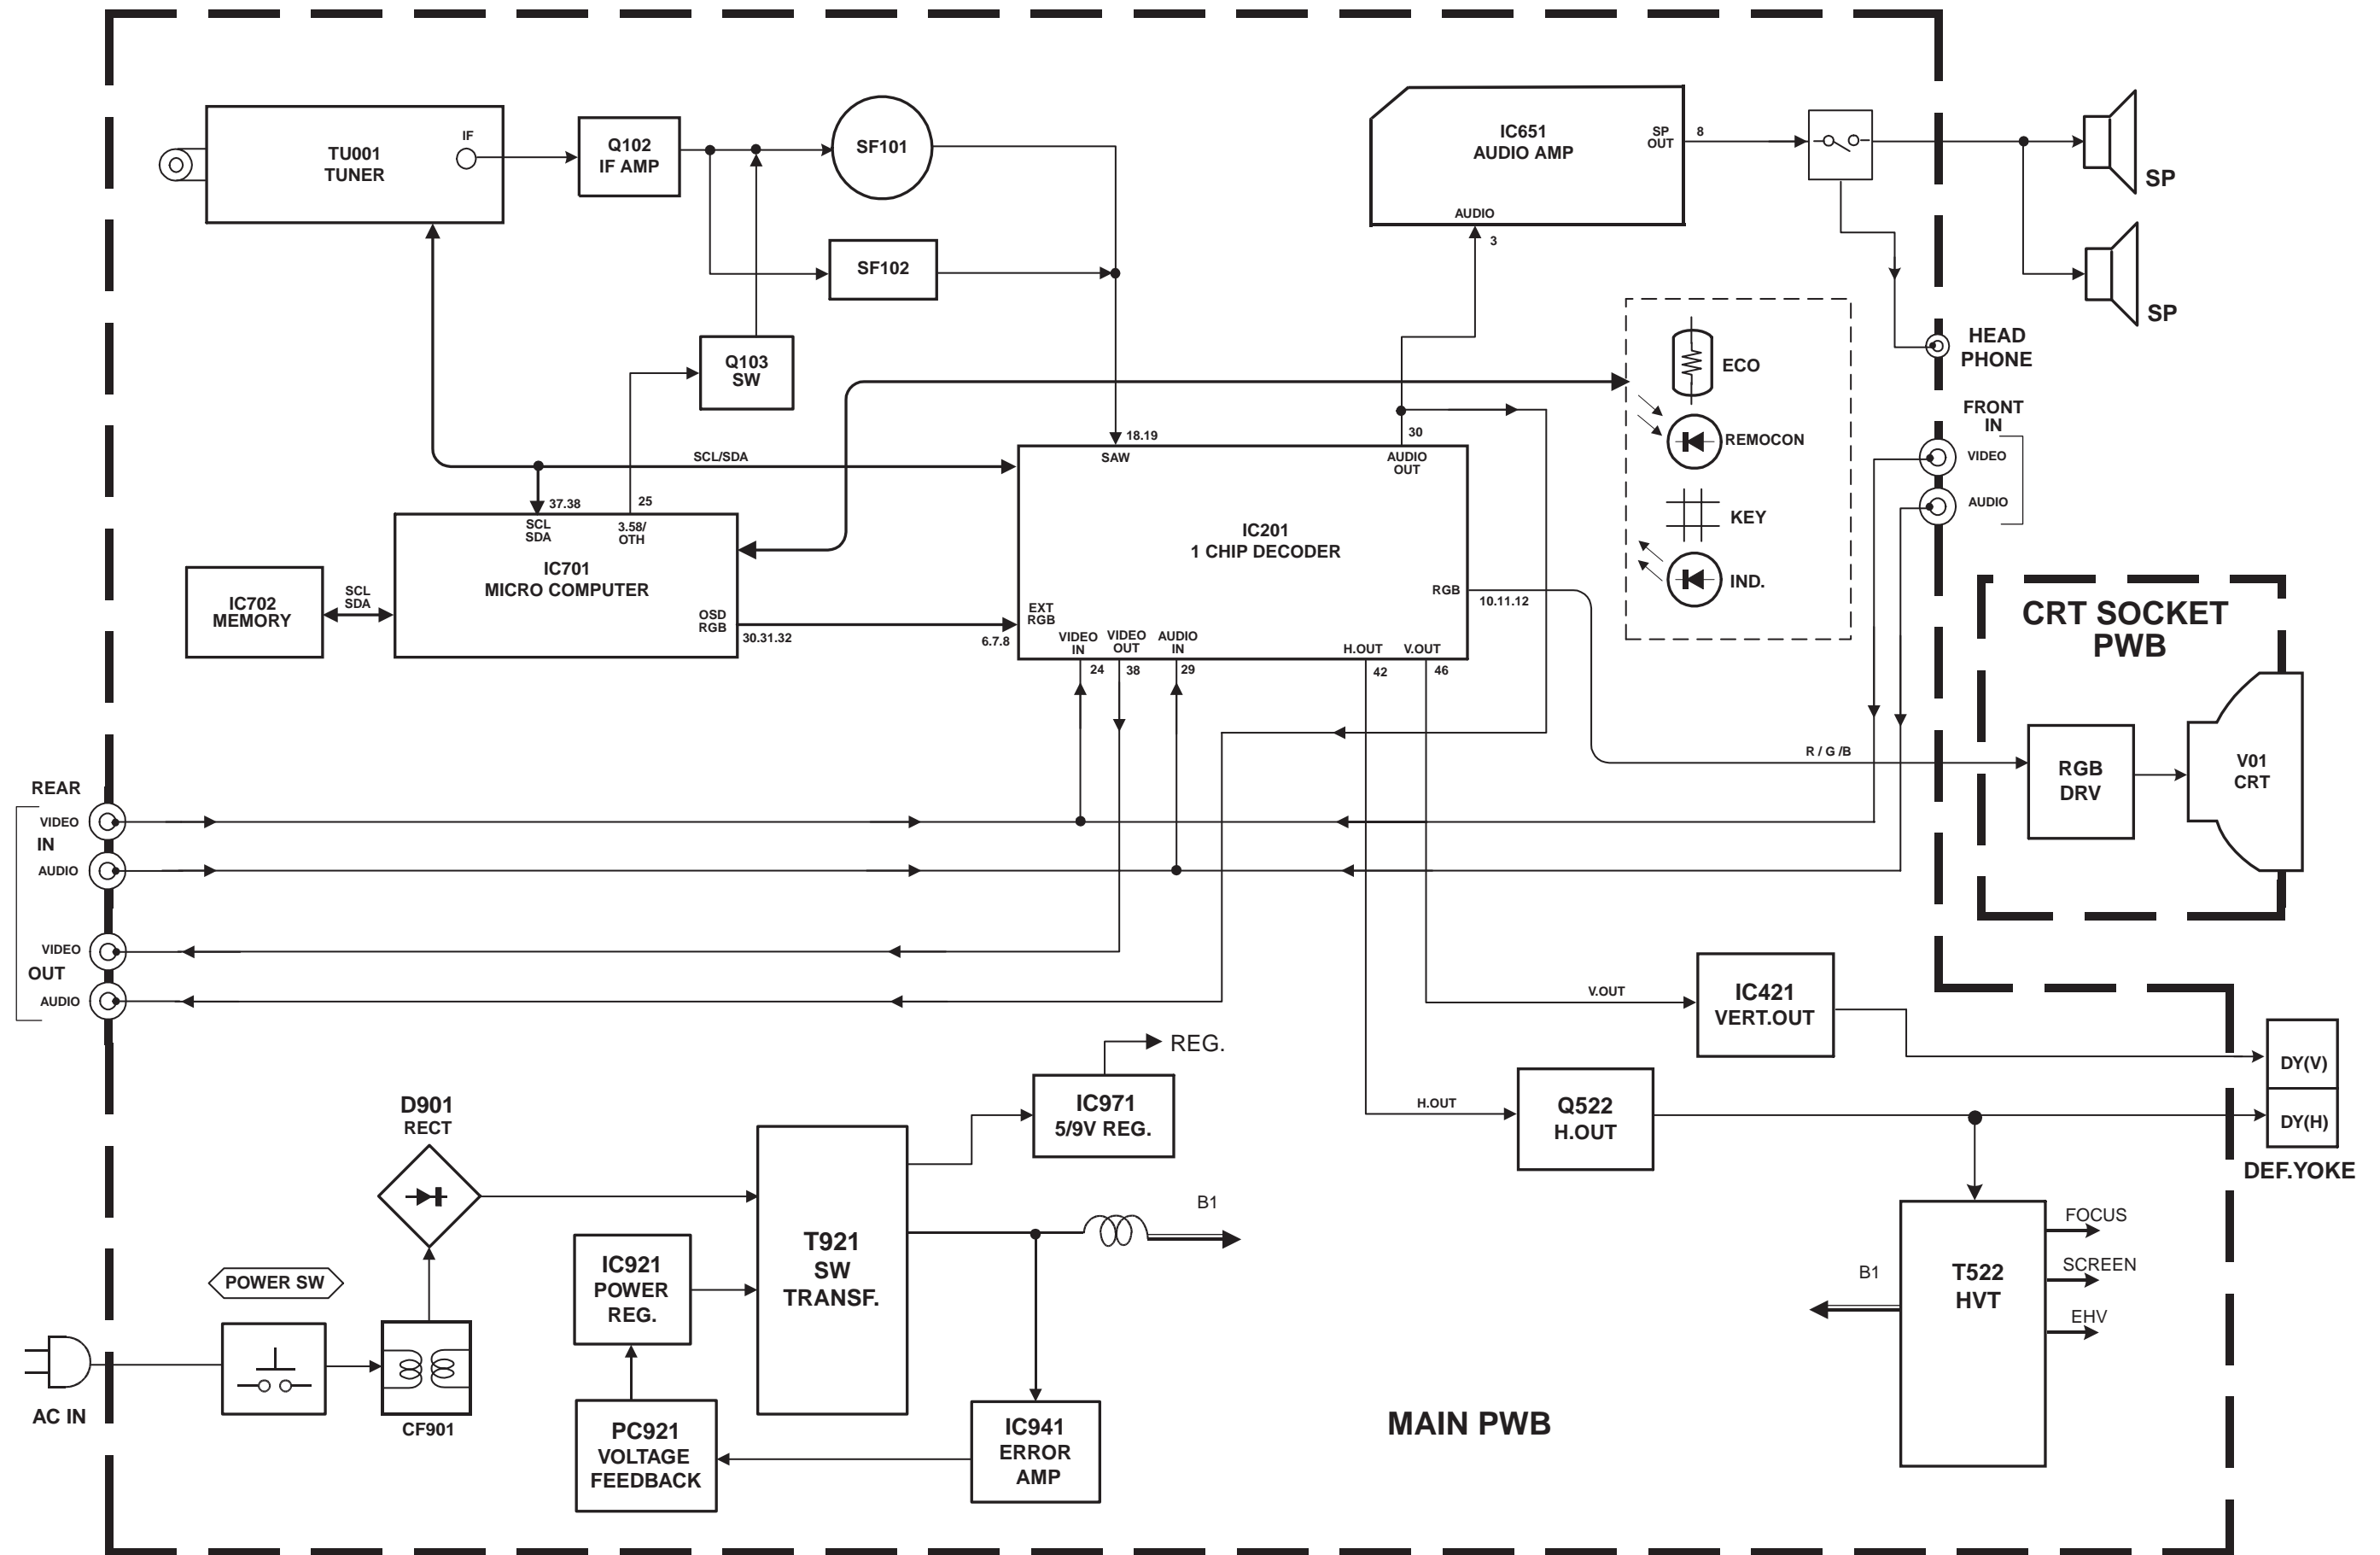 TU001
TUNER
IF
Q102
IF AMP
SF101
SF102
Q103
SW
IC651
AUDIO AMP
SP
OUT
8
AUDIO
3
SP
SP
HEAD
PHONE
ECO
REMOCON
KEY
IND.
FRONT
IN
VIDEO
AUDIO
SCL/SDA
37.38
25
SCL
SDA
3.58/
OTH
IC701
MICRO COMPUTER
OSD
RGB
30.31.32
IC702
MEMORY
SCL
SDA
18.19
SAW
30
AUDIO
OUT
IC201
1 CHIP DECODER
RGB
10.11.12
EXT
RGB
6.7.8
VIDEO
IN
VIDEO
OUT
AUDIO
IN
H.OUT
V.OUT
24
38
29
42
46
CRT SOCKET
PWB
R / G /B
RGB
DRV
V01
CRT
REAR
VIDEO
IN
AUDIO
VIDEO
OUT
AUDIO
V.OUT
IC421
VERT.OUT
H.OUT
Q522
H.OUT
DY(V)
DY(H)
DEF.YOKE
REG.
IC971
5/9V REG.
D901
RECT
T921
SW
TRANSF.
B1
IC921
POWER
REG.
POWER SW
AC IN
CF901
PC921
VOLTAGE
FEEDBACK
IC941
ERROR
AMP
MAIN PWB
B1
T522
HVT
FOCUS
SCREEN
EHV